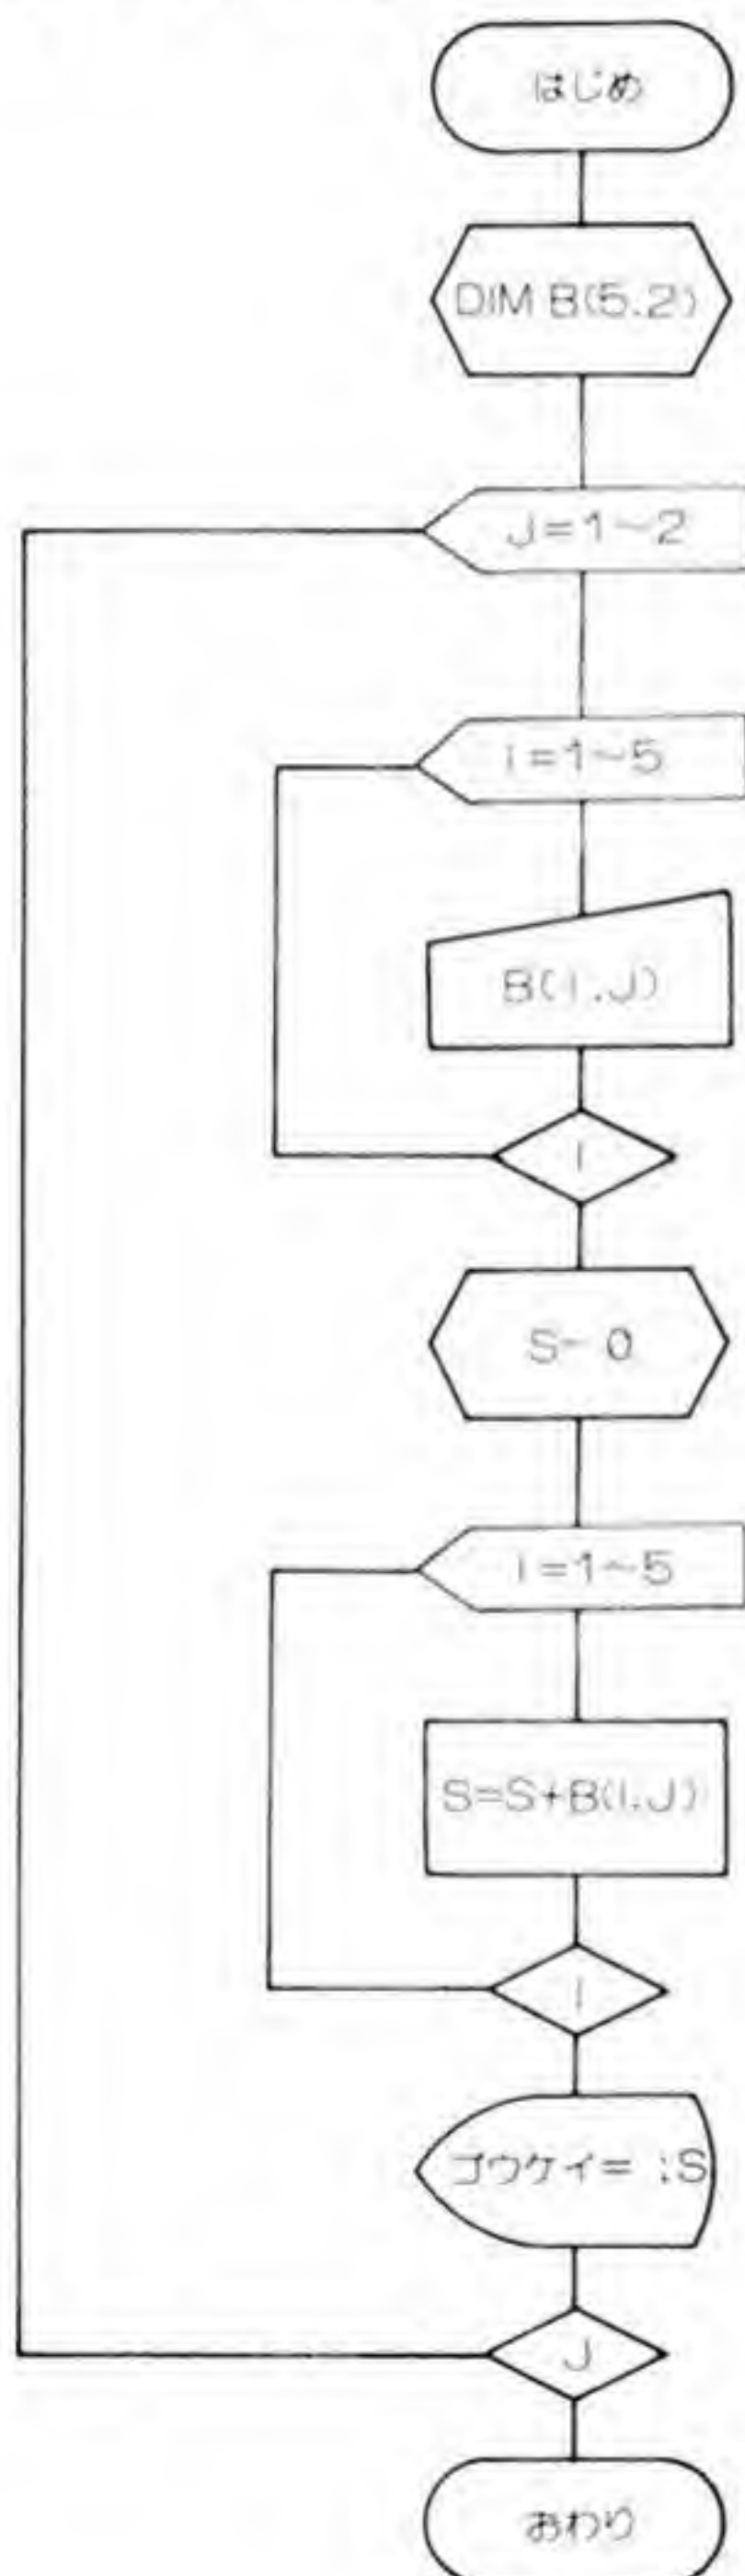 はじめ
DIM B(5.2)
J=1~2
I=1~5
B(I.J)
I
S=0
I=1~5
S=S+B(I.J)
I
コウケイ= :S
J
おわり